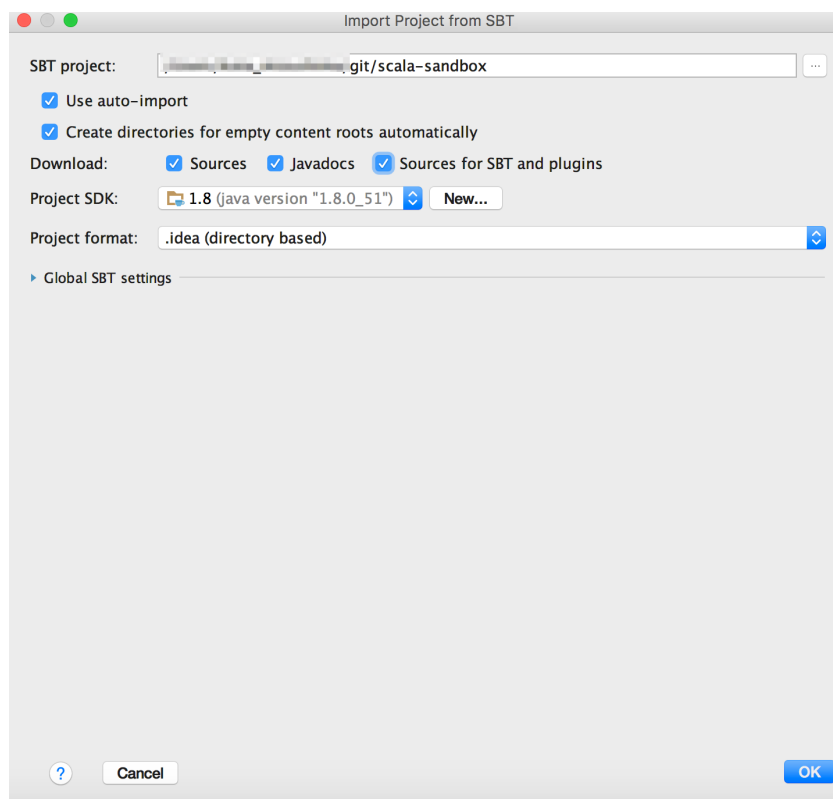 Import Project from SBT
SBT project: git/scala-sandbox ...
Use auto-import
Create directories for empty content roots automatically
Download: Sources Javadocs Sources for SBT and plugins
Project SDK: 1.8 (java version "1.8.0_51") New...
Project format: .idea (directory based)
Global SBT settings
? Cancel OK